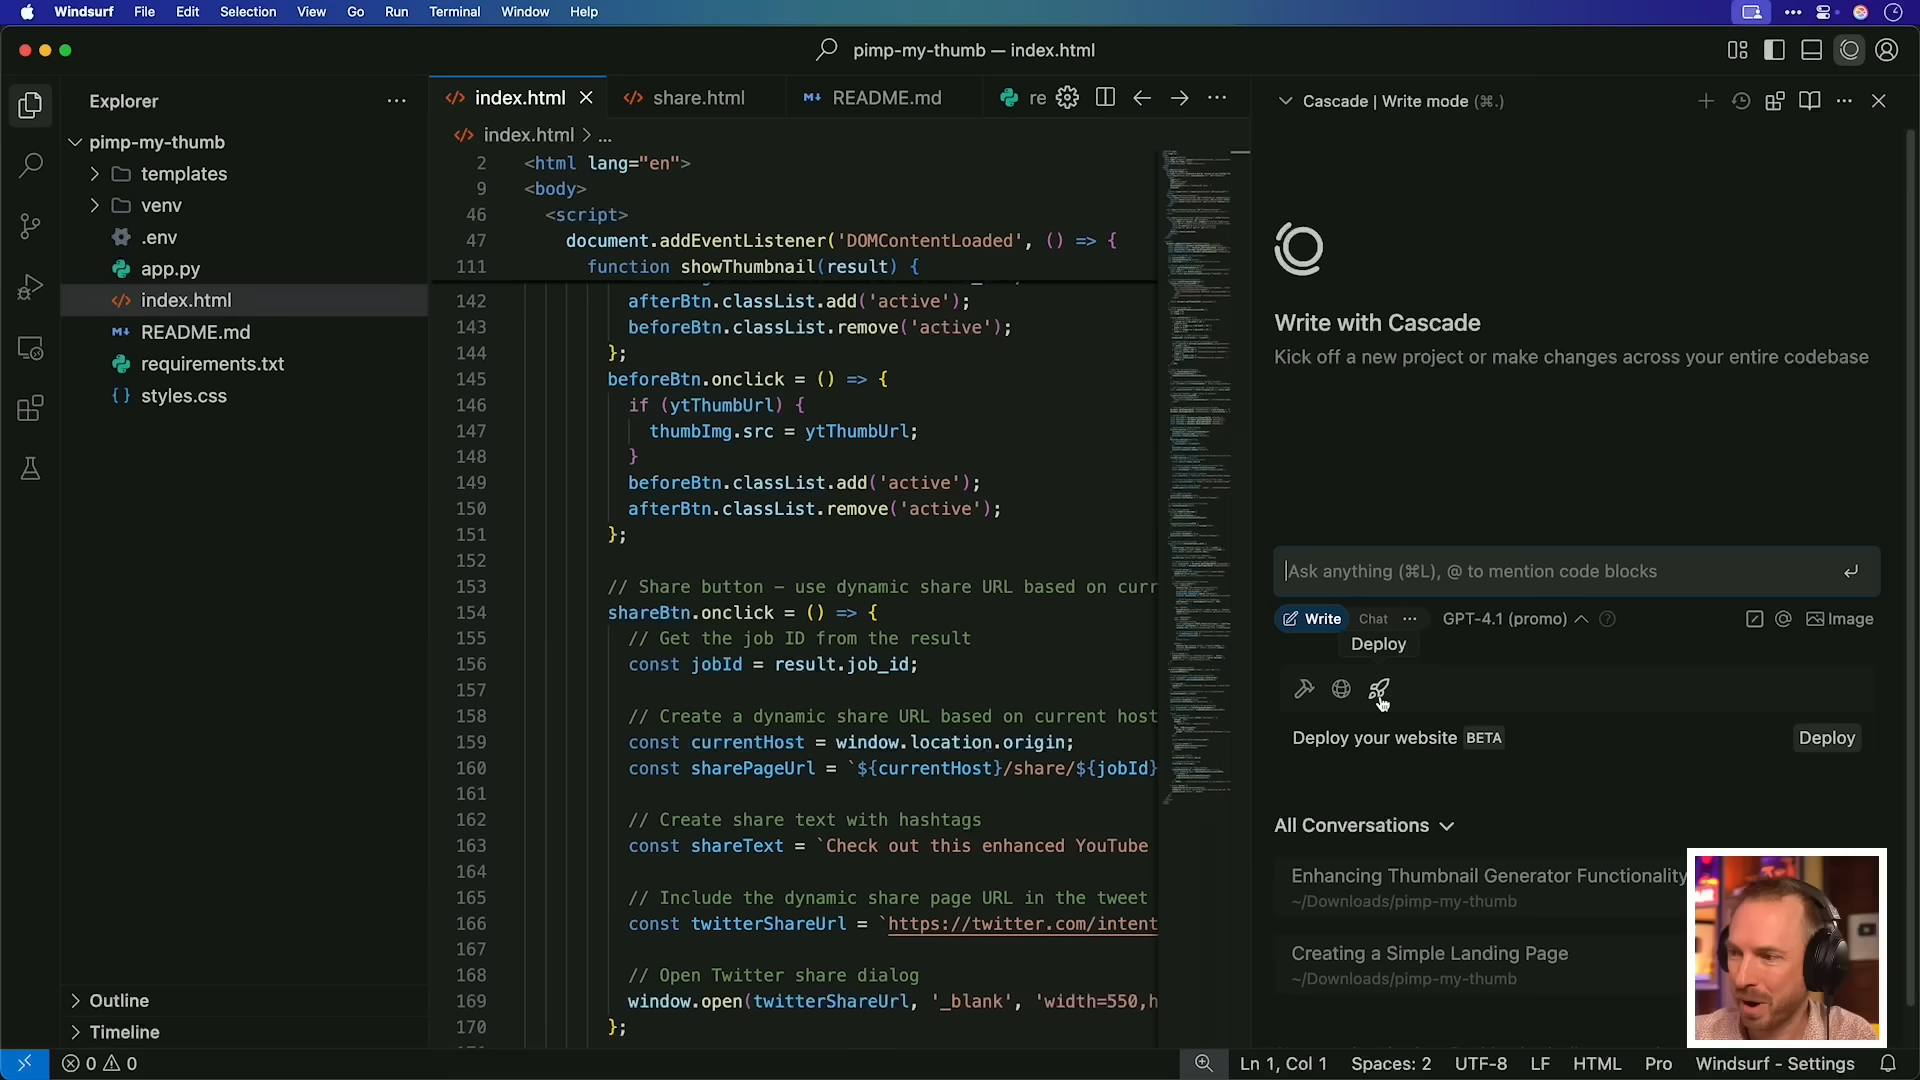 Windsurf File Edit Selection View Go Run Terminal Window Help
pimp-my-thumb — index.html
Explorer
pimp-my-thumb
templates
venv
.env
app.py
index.html
README.md
requirements.txt
styles.css
Outline
Timeline
index.html share.html README.md re
index.html > ...
2 <html lang="en">
9 <body>
46 <script>
47 document.addEventListener('DOMContentLoaded', () => {
111 function showThumbnail(result) {
142 afterBtn.classList.add('active');
143 beforeBtn.classList.remove('active');
144 };
145 beforeBtn.onclick = () => {
146 if (ytThumbUrl) {
147 thumbImg.src = ytThumbUrl;
148 }
149 beforeBtn.classList.add('active');
150 afterBtn.classList.remove('active');
151 };
152
153 // Share button – use dynamic share URL based on curr
154 shareBtn.onclick = () => {
155 // Get the job ID from the result
156 const jobId = result.job_id;
157
158 // Create a dynamic share URL based on current host
159 const currentHost = window.location.origin;
160 const sharePageUrl = `${currentHost}/share/${jobId}
161
162 // Create share text with hashtags
163 const shareText = `Check out this enhanced YouTube
164
165 // Include the dynamic share page URL in the tweet
166 const twitterShareUrl = `https://twitter.com/intent
167
168 // Open Twitter share dialog
169 window.open(twitterShareUrl, '_blank', 'width=550,h
170 };
Cascade | Write mode (⌘.)
Write with Cascade
Kick off a new project or make changes across your entire codebase
Ask anything (⌘L), @ to mention code blocks
Write Chat ... GPT-4.1 (promo) Image
Deploy
Deploy your website BETA Deploy
All Conversations
Enhancing Thumbnail Generator Functionality
~/Downloads/pimp-my-thumb
Creating a Simple Landing Page
~/Downloads/pimp-my-thumb
0 0 Ln 1, Col 1 Spaces: 2 UTF-8 LF HTML Pro Windsurf - Settings